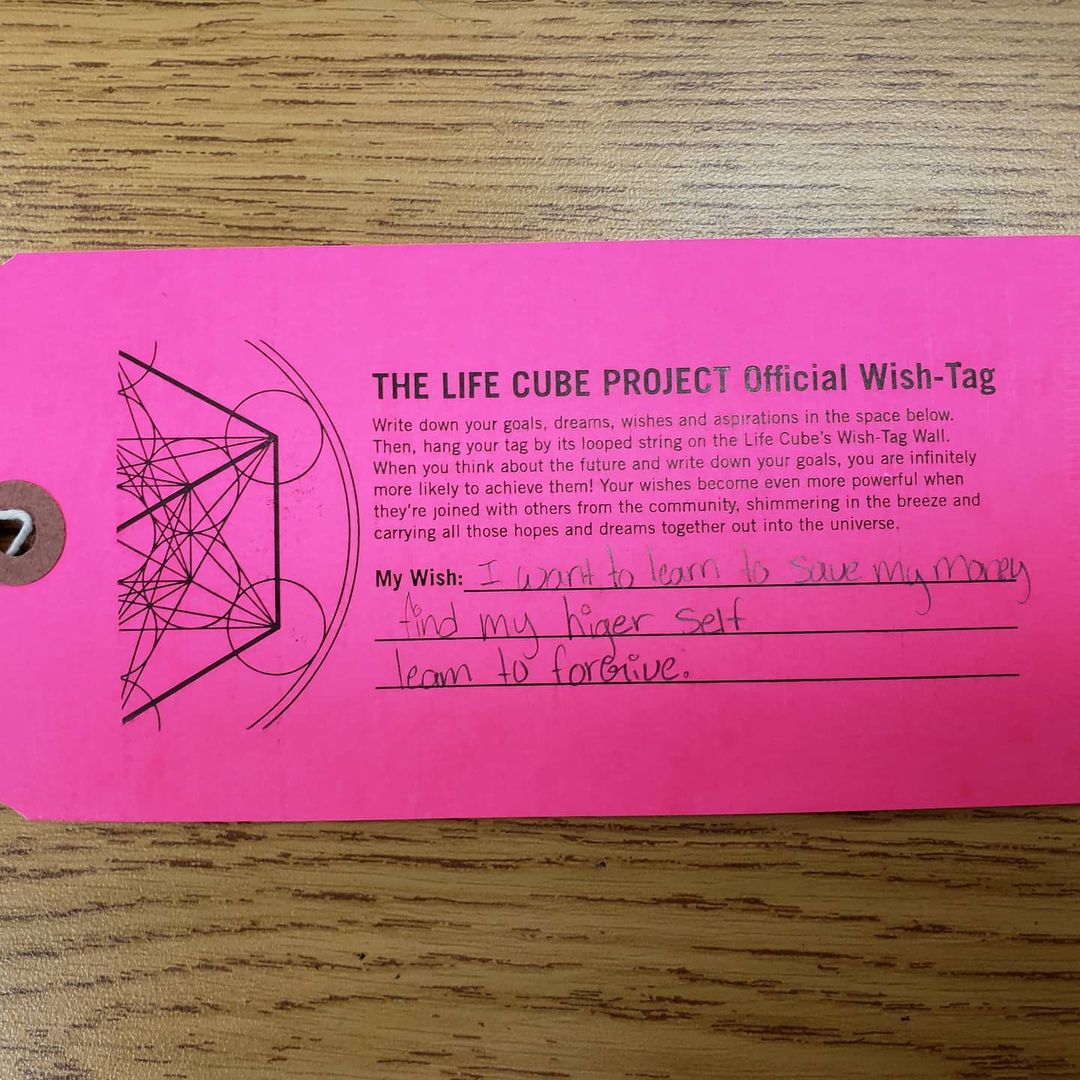 THE LIFE CUBE PROJECT Official Wish-Tag
Write down your goals, dreams, wishes and aspirations in the space below.
Then, hang your tag by its looped string on the Life Cube's Wish-Tag Wall.
When you think about the future and write down your goals, you are infinitely
more likely to achieve them! Your wishes become even more powerful when
they're joined with others from the community, shimmering in the breeze and
carrying all those hopes and dreams together out into the universe.
My Wish: I want to learn to save my money
find my higer self
learn to forGive.